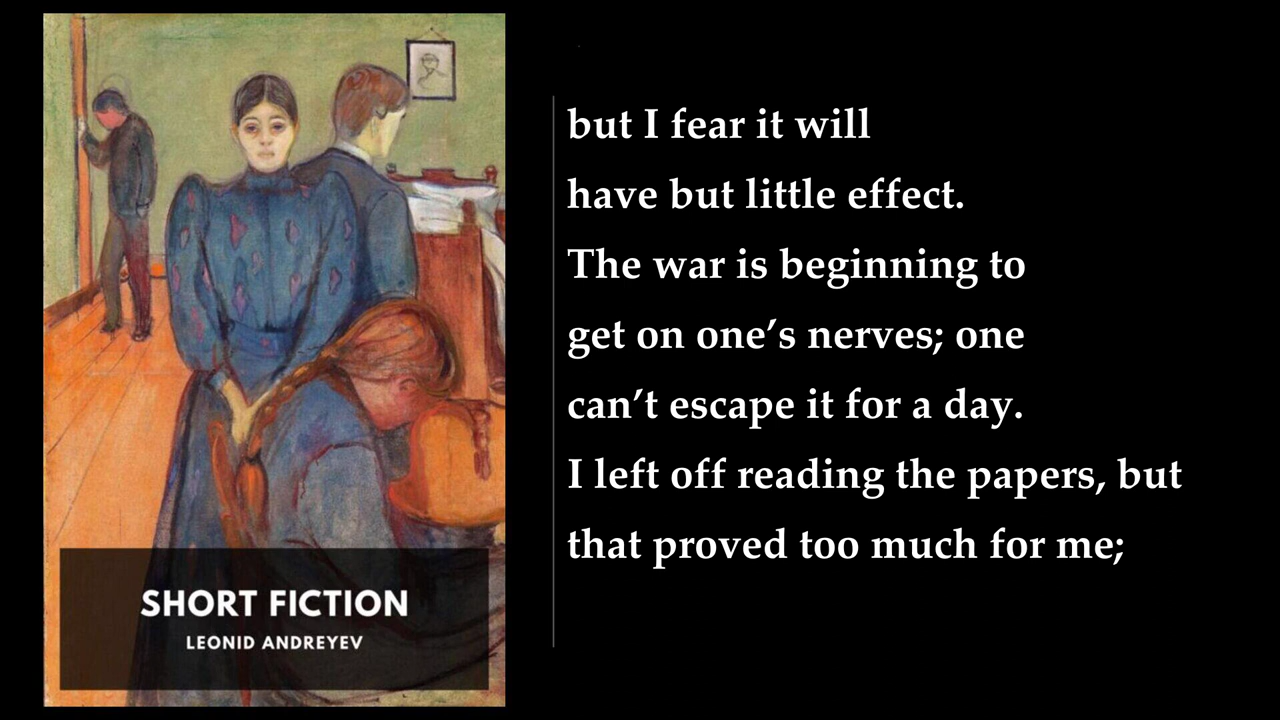 SHORT FICTION
LEONID ANDREYEV
but I fear it will
have but little effect.
The war is beginning to
get on one’s nerves; one
can’t escape it for a day.
I left off reading the papers, but
that proved too much for me;